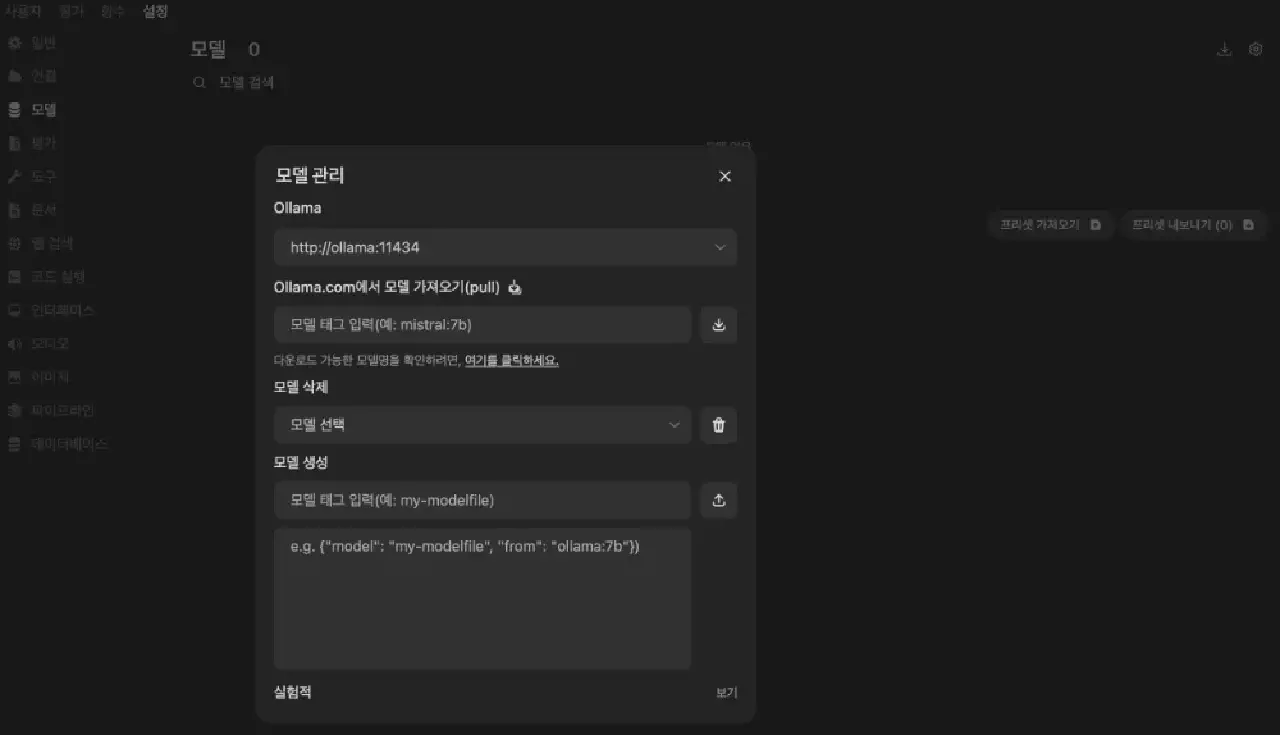 사용자 평가 함수 설정
일반
모델 0
연결
모델 검색
모델
평가
모델 관리
도구
Ollama
문서
프리셋 가져오기
프리셋 내보내기 (0)
웹 검색
http://ollama:11434
코드 실행
Ollama.com에서 모델 가져오기(pull)
인터페이스
모델 태그 입력(예: mistral:7b)
오디오
다운로드 가능한 모델명을 확인하려면, 여기를 클릭하세요.
이미지
모델 삭제
파이프라인
모델 선택
데이터베이스
모델 생성
모델 태그 입력(예: my-modelfile)
e.g. {"model": "my-modelfile", "from": "ollama:7b"})
실험적
보기